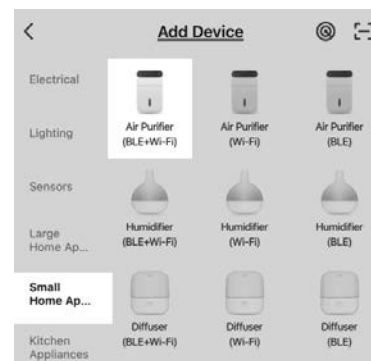 Add Device
Electrical
Lighting
Sensors
Large
Home Ap...
Small
Home Ap...
Kitchen
Appliances
Air Purifier
(BLE+Wi-Fi)
Air Purifier
(Wi-Fi)
Air Purifier
(BLE)
Humidifier
(BLE+Wi-Fi)
Humidifier
(Wi-Fi)
Humidifier
(BLE)
Diffuser
(BLE+Wi-Fi)
Diffuser
(Wi-Fi)
Diffuser
(BLE)